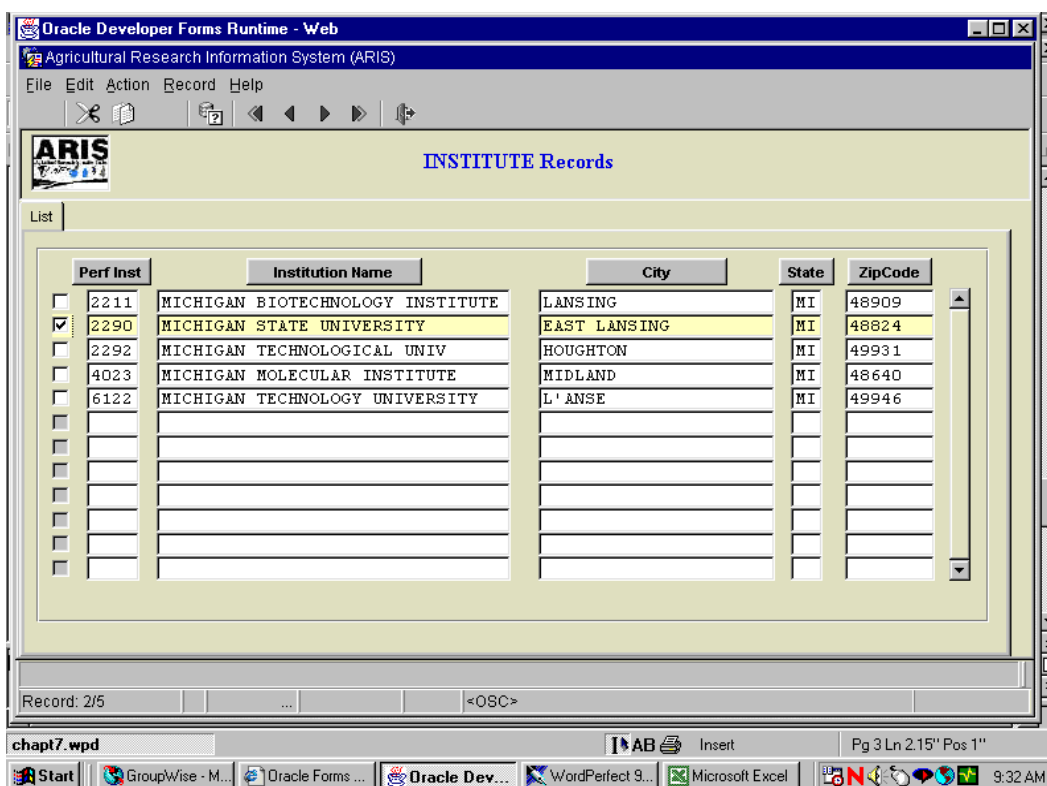 Oracle Developer Forms Runtime - Web
Agricultural Research Information System (ARIS)
File Edit Action Record Help
ARIS
INSTITUTE Records
List
Perf Inst Institution Name City State ZipCode
2211 MICHIGAN BIOTECHNOLOGY INSTITUTE LANSING MI 48909
2290 MICHIGAN STATE UNIVERSITY EAST LANSING MI 48824
2292 MICHIGAN TECHNOLOGICAL UNIV HOUGHTON MI 49931
4023 MICHIGAN MOLECULAR INSTITUTE MIDLAND MI 48640
6122 MICHIGAN TECHNOLOGY UNIVERSITY L'ANSE MI 49946
Record: 2/5 ... <OSC>
chapt7.wpd AB Insert Pg 3 Ln 2.15" Pos 1"
Start GroupWise - M... Oracle Forms ... Oracle Dev... WordPerfect 9... Microsoft Excel N 9:32 AM